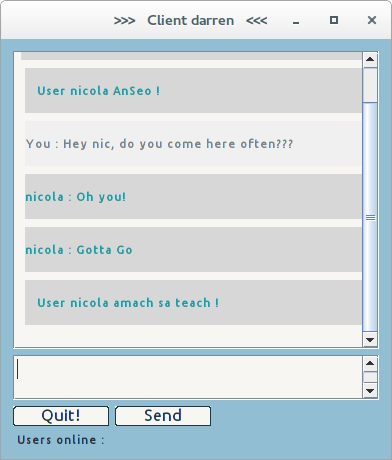 >>> Client darren <<<
User nicola AnSeo !
You : Hey nic, do you come here often???
nicola : Oh you!
nicola : Gotta Go
User nicola amach sa teach !
Quit! Send
Users online :